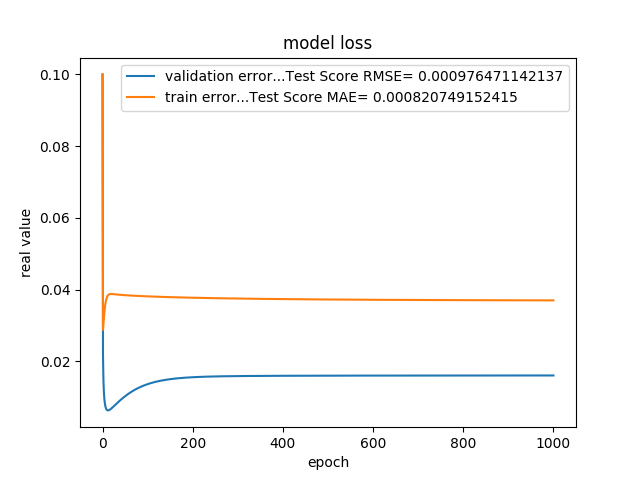 model loss
validation error...Test Score RMSE= 0.000976471142137
train error...Test Score MAE= 0.000820749152415
real value
0.10
0.08
0.06
0.04
0.02
0 200 400 600 800 1000
epoch